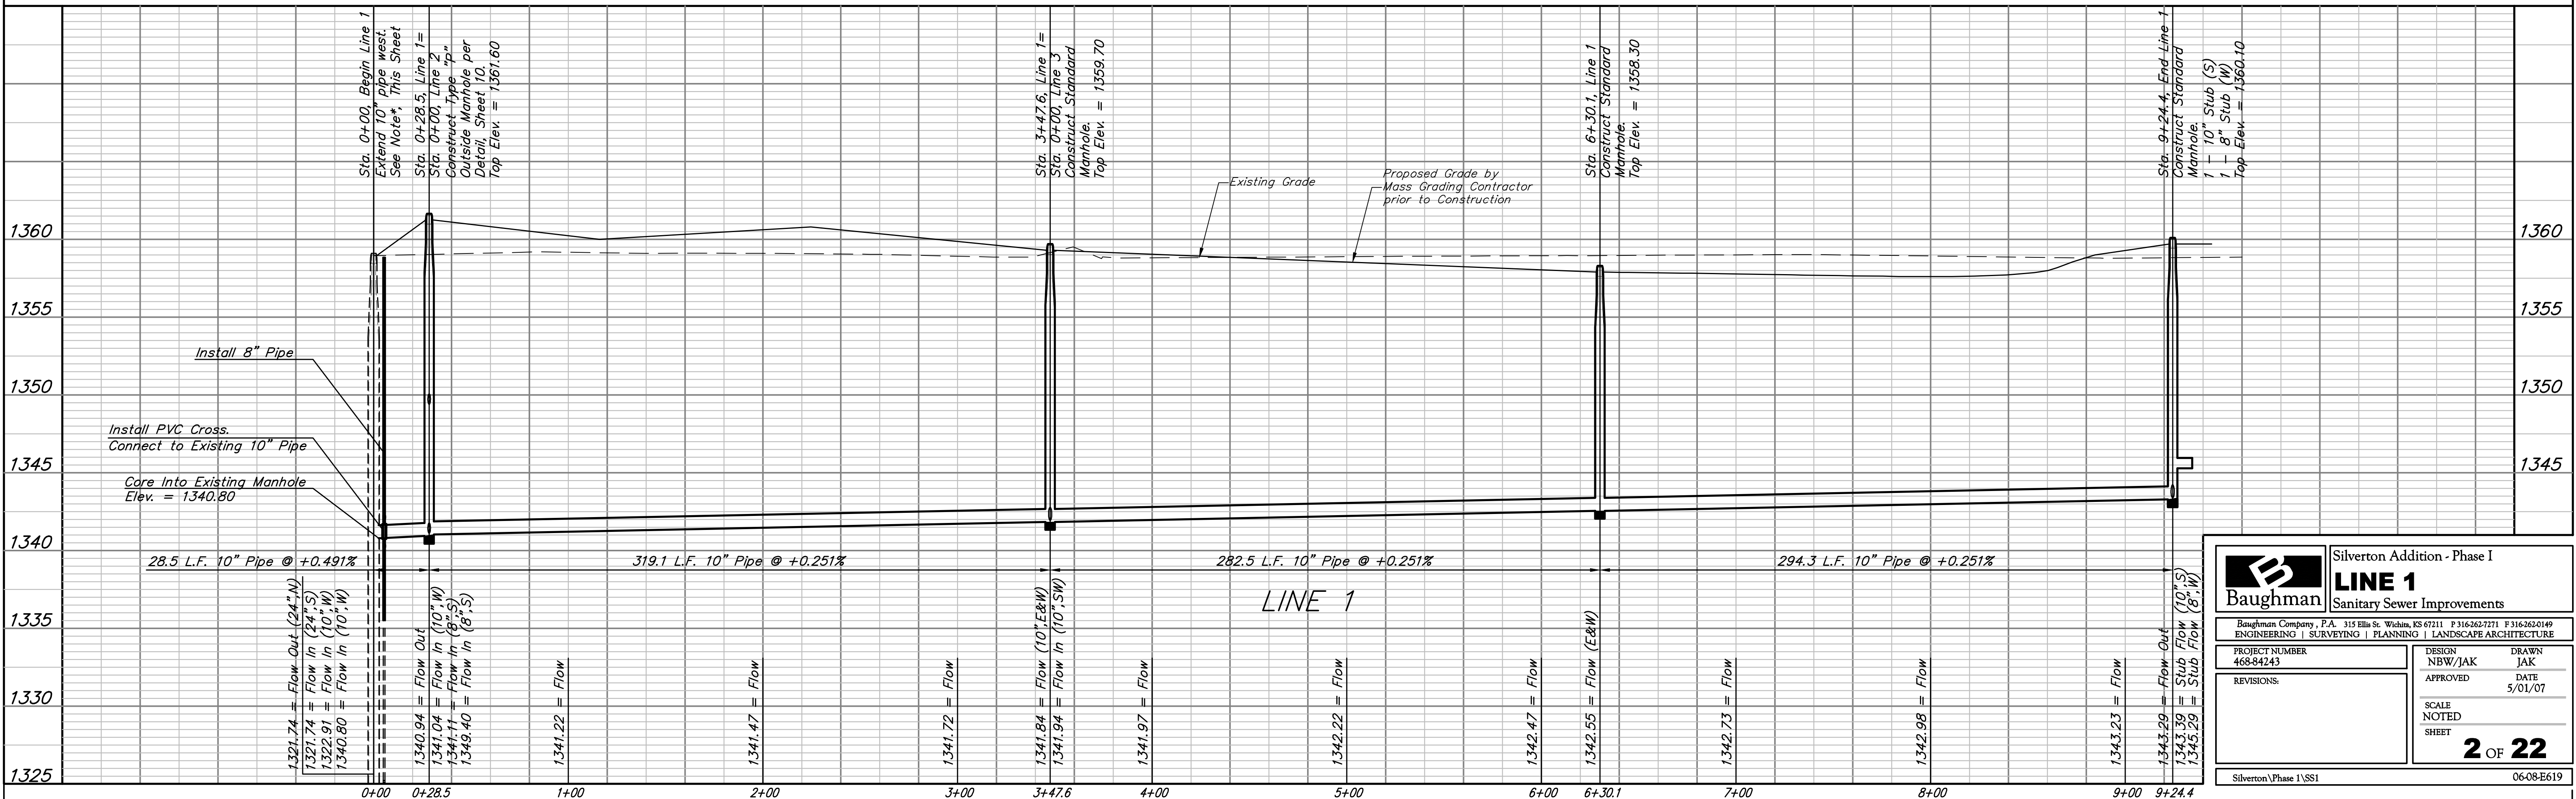 Sta. 0+00, Begin Line 1
Extend 10" pipe west.
See Note*, This Sheet
Sta. 0+28.5, Line 1=
Sta. 0+00, Line 2
Construct Type "P"
Outside Manhole per
Detail, Sheet 10.
Top Elev. = 1361.60
Sta. 3+47.6, Line 1=
Sta. 0+00, Line 3
Construct Standard
Manhole.
Top Elev. = 1359.70
Sta. 6+30.1, Line 1
Construct Standard
Manhole.
Top Elev. = 1358.30
Sta. 9+24.4, End Line 1
Construct Standard
Manhole.
1 - 10" Stub (S)
1 - 8" Stub (W)
Top Elev. = 1360.10
Existing Grade
Proposed Grade by
Mass Grading Contractor
prior to Construction
1360
1360
1355
1355
1350
1350
1345
1345
1340
1335
1330
1325
Install 8" Pipe
Install PVC Cross.
Connect to Existing 10" Pipe
Core Into Existing Manhole
Elev. = 1340.80
28.5 L.F. 10" Pipe @ +0.491%
319.1 L.F. 10" Pipe @ +0.251%
282.5 L.F. 10" Pipe @ +0.251%
294.3 L.F. 10" Pipe @ +0.251%
LINE 1
1321.74 = Flow Out (24",N)
1321.74 = Flow In (24",S)
1322.91 = Flow In (10",W)
1340.80 = Flow In (10",W)
1340.94 = Flow Out
1341.04 = Flow In (10",W)
1341.11 = Flow In (8",S)
1349.40 = Flow In (8",S)
1341.22 = Flow
1341.47 = Flow
1341.72 = Flow
1341.84 = Flow (10",E&W)
1341.94 = Flow In (10",SW)
1341.97 = Flow
1342.22 = Flow
1342.47 = Flow
1342.55 = Flow (E&W)
1342.73 = Flow
1342.98 = Flow
1343.23 = Flow
1343.29 = Flow Out
1343.39 = Stub Flow (10",S)
1345.29 = Stub Flow (8",W)
0+00
0+28.5
1+00
2+00
3+00
3+47.6
4+00
5+00
6+00
6+30.1
7+00
8+00
9+00
9+24.4
B
Baughman
Silverton Addition - Phase I
LINE 1
Sanitary Sewer Improvements
Baughman Company, P.A. 315 Ellis St. Wichita, KS 67211 P 316-262-7271 F 316-262-0149
ENGINEERING | SURVEYING | PLANNING | LANDSCAPE ARCHITECTURE
PROJECT NUMBER
468-84243
REVISIONS:
DESIGN
NBW/JAK
DRAWN
JAK
APPROVED
DATE
5/01/07
SCALE
NOTED
SHEET
2 OF 22
Silverton\Phase 1\SS1
06-08-E619